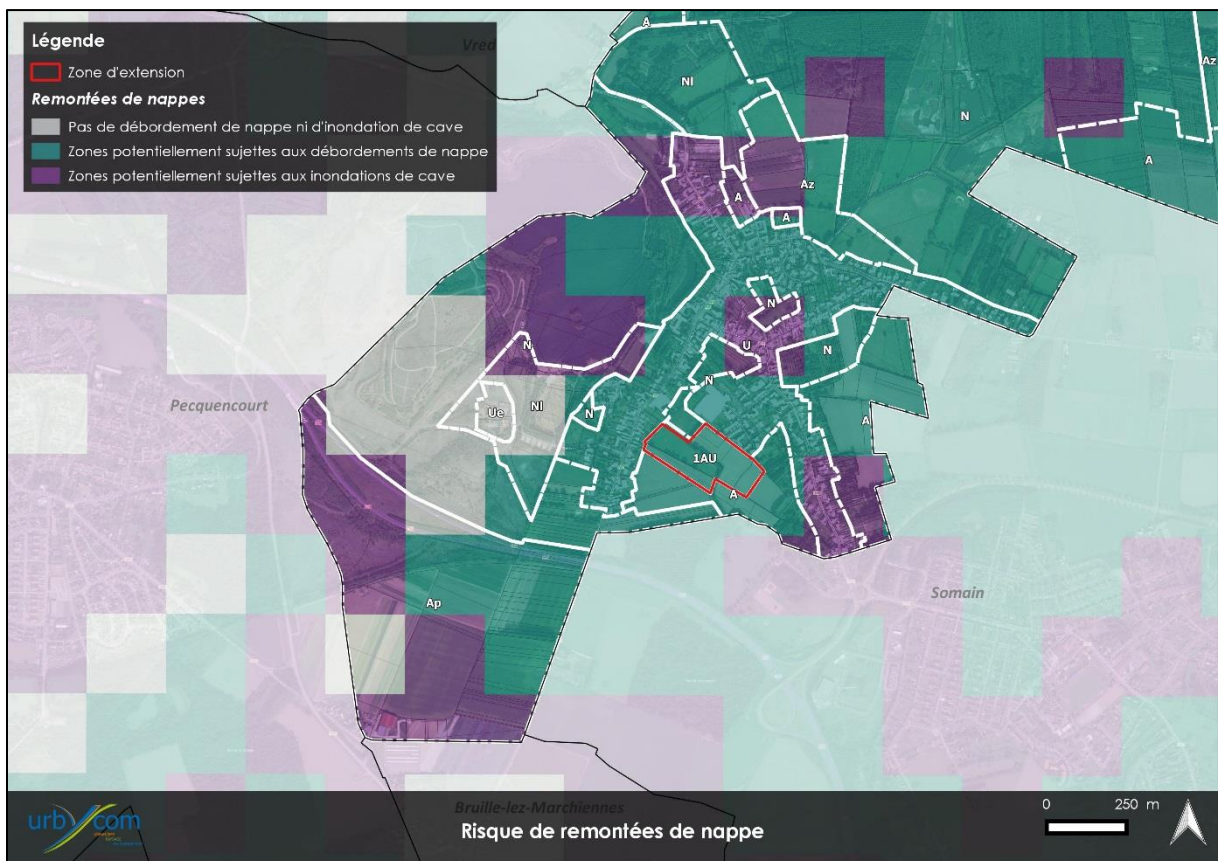 Légende
Zone d'extension
Remontées de nappes
Pas de débordement de nappe ni d'inondation de cave
Zones potentiellement sujettes aux débordements de nappe
Zones potentiellement sujettes aux inondations de cave
Vred
A
Nl
Az
N
A
A
Az
A
N
U
N
N
N
Ue
Nl
N
Pecquencourt
A
1AU
A
Somain
Ap
Bruille-lez-Marchiennes
urbycom
Risque de remontées de nappe
0 250 m